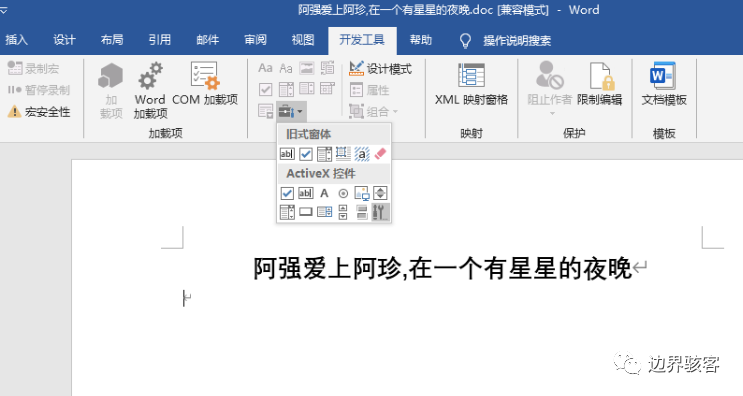 阿强爱上阿珍,在一个有星星的夜晚.doc [兼容模式] - Word
插入 设计 布局 引用 邮件 审阅 视图 开发工具 帮助 操作说明搜索
录制宏
暂停录制
宏安全性
加载项
Word 加载项
COM 加载项
加载项
Aa Aa
设计模式
属性
组合
XML 映射窗格
映射
阻止作者
限制编辑
保护
文档模板
模板
旧式窗体
ab
a
ActiveX 控件
ab A
阿强爱上阿珍,在一个有星星的夜晚
边界骇客